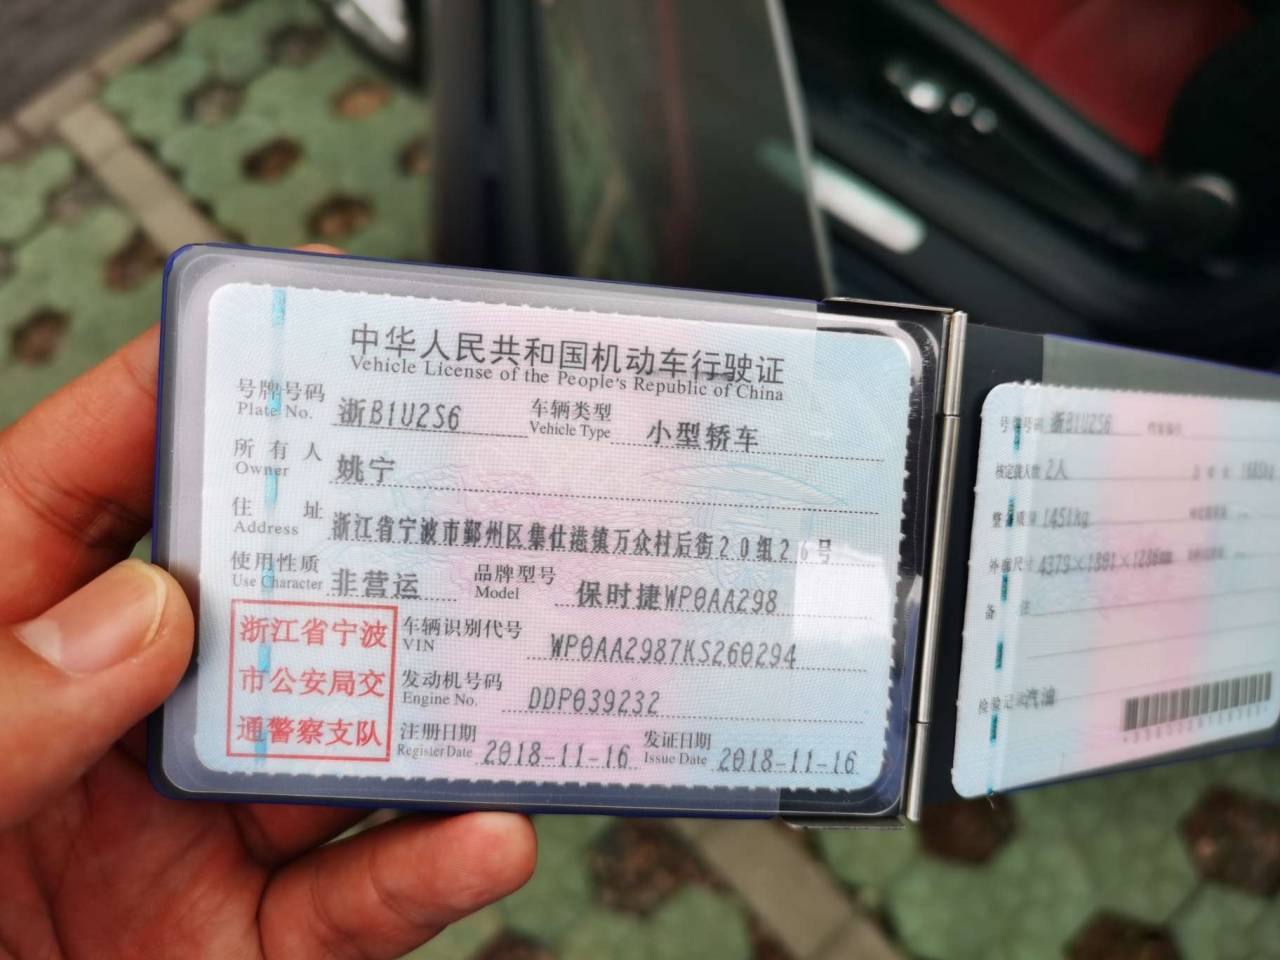 中华人民共和国机动车行驶证
Vehicle License of the People's Republic of China
号牌号码 浙B1U2S6 车辆类型 小型轿车
Plate No. Vehicle Type
所有人 姚宁
Owner
住址 浙江省宁波市鄞州区集仕港镇万众村后街20组26号
Address
使用性质 非营运 品牌型号 保时捷WP0AA298
Use Character Model
浙江省宁波
市公安局交
通警察支队
车辆识别代号 WP0AA2987KS260294
VIN
发动机号码 DDP039232
Engine No.
注册日期 2018-11-16 发证日期 2018-11-16
Register Date Issue Date
号牌号码 浙B1U2S6
核定载人数 2人
整备质量 1451kg
外廓尺寸
备注
检验记录 汽油